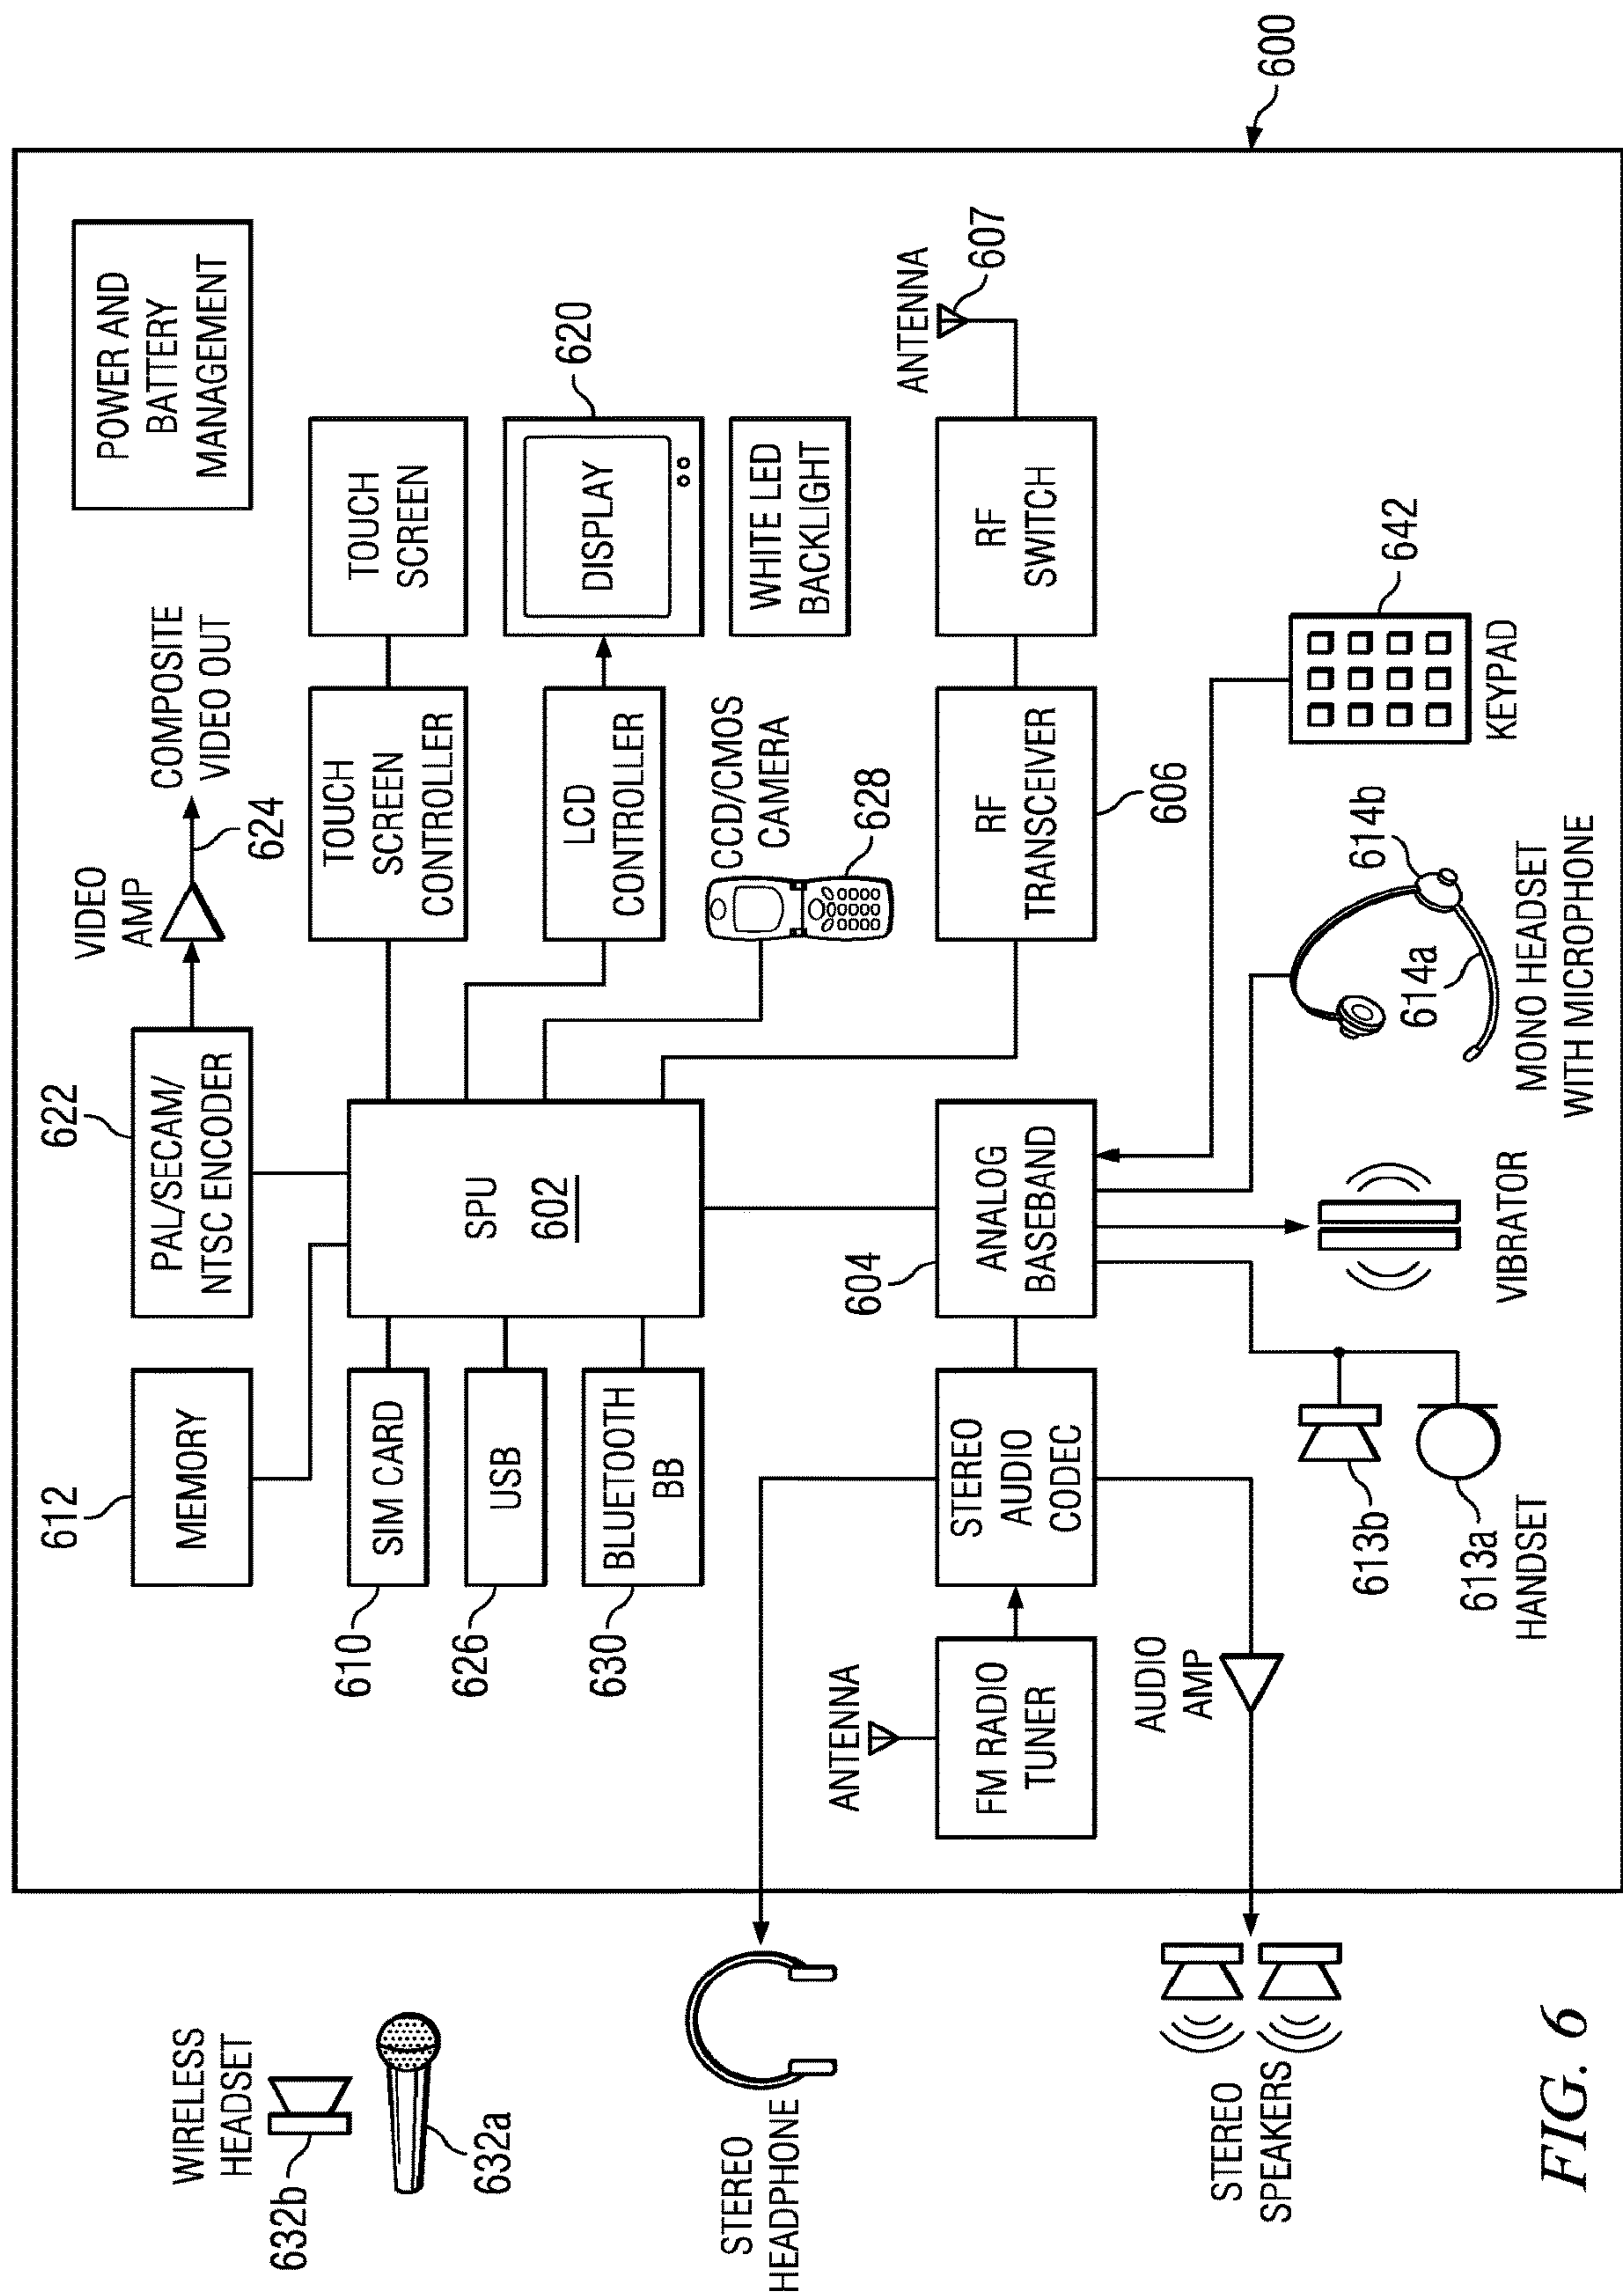 600
POWER AND
BATTERY
MANAGEMENT
COMPOSITE
VIDEO OUT
VIDEO
AMP
624
622
PAL/SECAM/
NTSC ENCODER
612
MEMORY
WIRELESS
HEADSET
632b
632a
TOUCH
SCREEN
TOUCH
SCREEN
CONTROLLER
SPU
602
SIM CARD
610
USB
626
BLUETOOTH
BB
630
620
DISPLAY
LCD
CONTROLLER
WHITE LED
BACKLIGHT
CCD/CMOS
CAMERA
628
STEREO
HEADPHONE
ANTENNA
607
RF
SWITCH
RF
TRANSCEIVER
606
604
ANALOG
BASEBAND
STEREO
AUDIO
CODEC
ANTENNA
FM RADIO
TUNER
AUDIO
AMP
STEREO
SPEAKERS
642
KEYPAD
614b
614a
MONO HEADSET
WITH MICROPHONE
VIBRATOR
613b
613a
HANDSET
FIG. 6